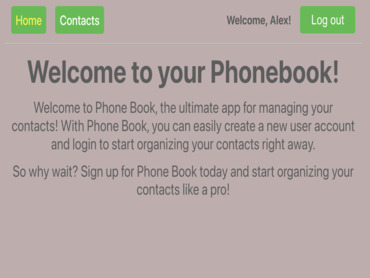 Home Contacts Welcome, Alex! Log out
Welcome to your Phonebook!
Welcome to Phone Book, the ultimate app for managing your
contacts! With Phone Book, you can easily create a new user account
and login to start organizing your contacts right away.
So why wait? Sign up for Phone Book today and start organizing your
contacts like a pro!